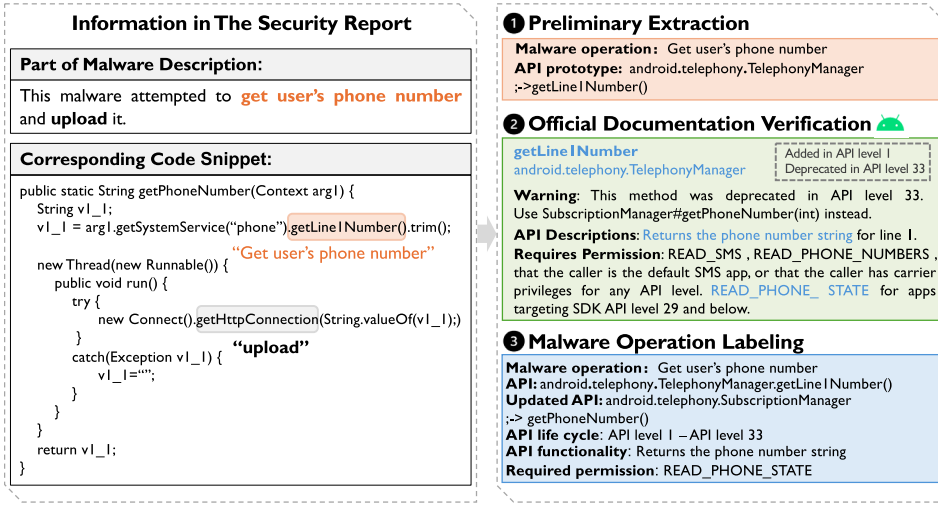 Information in The Security Report
Part of Malware Description:
This malware attempted to get user's phone number
and upload it.
Corresponding Code Snippet:
public static String getPhoneNumber(Context arg1) {
String v1_1;
v1_1 = arg1.getSystemService(“phone”).getLine1Number().trim();
“Get user's phone number”
new Thread(new Runnable()) {
public void run() {
try {
new Connect().getHttpConnection(String.valueOf(v1_1);)
}
“upload”
catch(Exception v1_1) {
v1_1=“”;
}
}
}
return v1_1;
}
1 Preliminary Extraction
Malware operation: Get user's phone number
API prototype: android.telephony.TelephonyManager
;->getLine1Number()
2 Official Documentation Verification
getLine1Number
android.telephony.TelephonyManager
Added in API level 1
Deprecated in API level 33
Warning: This method was deprecated in API level 33.
Use SubscriptionManager#getPhoneNumber(int) instead.
API Descriptions: Returns the phone number string for line 1.
Requires Permission: READ_SMS , READ_PHONE_NUMBERS ,
that the caller is the default SMS app, or that the caller has carrier
privileges for any API level. READ_PHONE_ STATE for apps
targeting SDK API level 29 and below.
3 Malware Operation Labeling
Malware operation: Get user's phone number
API: android.telephony.TelephonyManager.getLine1Number()
Updated API: android.telephony.SubscriptionManager
;-> getPhoneNumber()
API life cycle: API level 1 – API level 33
API functionality: Returns the phone number string
Required permission: READ_PHONE_STATE